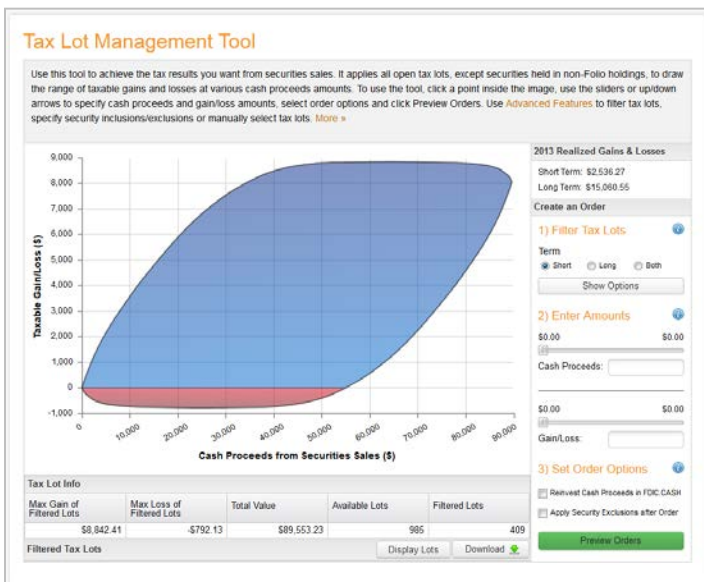 Tax Lot Management Tool
Use this tool to achieve the tax results you want from securities sales. It applies all open tax lots, except securities held in non-Folio holdings, to draw
the range of taxable gains and losses at various cash proceeds amounts. To use the tool, click a point inside the image, use the sliders or up/down
arrows to specify cash proceeds and gain/loss amounts, select order options and click Preview Orders. Use Advanced Features to filter tax lots,
specify security inclusions/exclusions or manually select tax lots. More »
9,000
8,000
7,000
6,000
5,000
4,000
3,000
2,000
1,000
0
-1,000
Taxable Gain/Loss ($)
0 10,000 20,000 30,000 40,000 50,000 60,000 70,000 80,000 90,000
Cash Proceeds from Securities Sales ($)
2013 Realized Gains & Losses
Short Term: $2,536.27
Long Term: $15,060.55
Create an Order
1) Filter Tax Lots
Term
Short Long Both
Show Options
2) Enter Amounts
$0.00 $0.00
Cash Proceeds:
$0.00 $0.00
Gain/Loss:
3) Set Order Options
Reinvest Cash Proceeds in FDIC CASH
Apply Security Exclusions after Order
Preview Orders
Tax Lot Info
Max Gain of
Filtered Lots
Max Loss of
Filtered Lots
Total Value
Available Lots
Filtered Lots
$8,842.41 -$792.13 $89,553.23 985 409
Filtered Tax Lots
Display Lots
Download